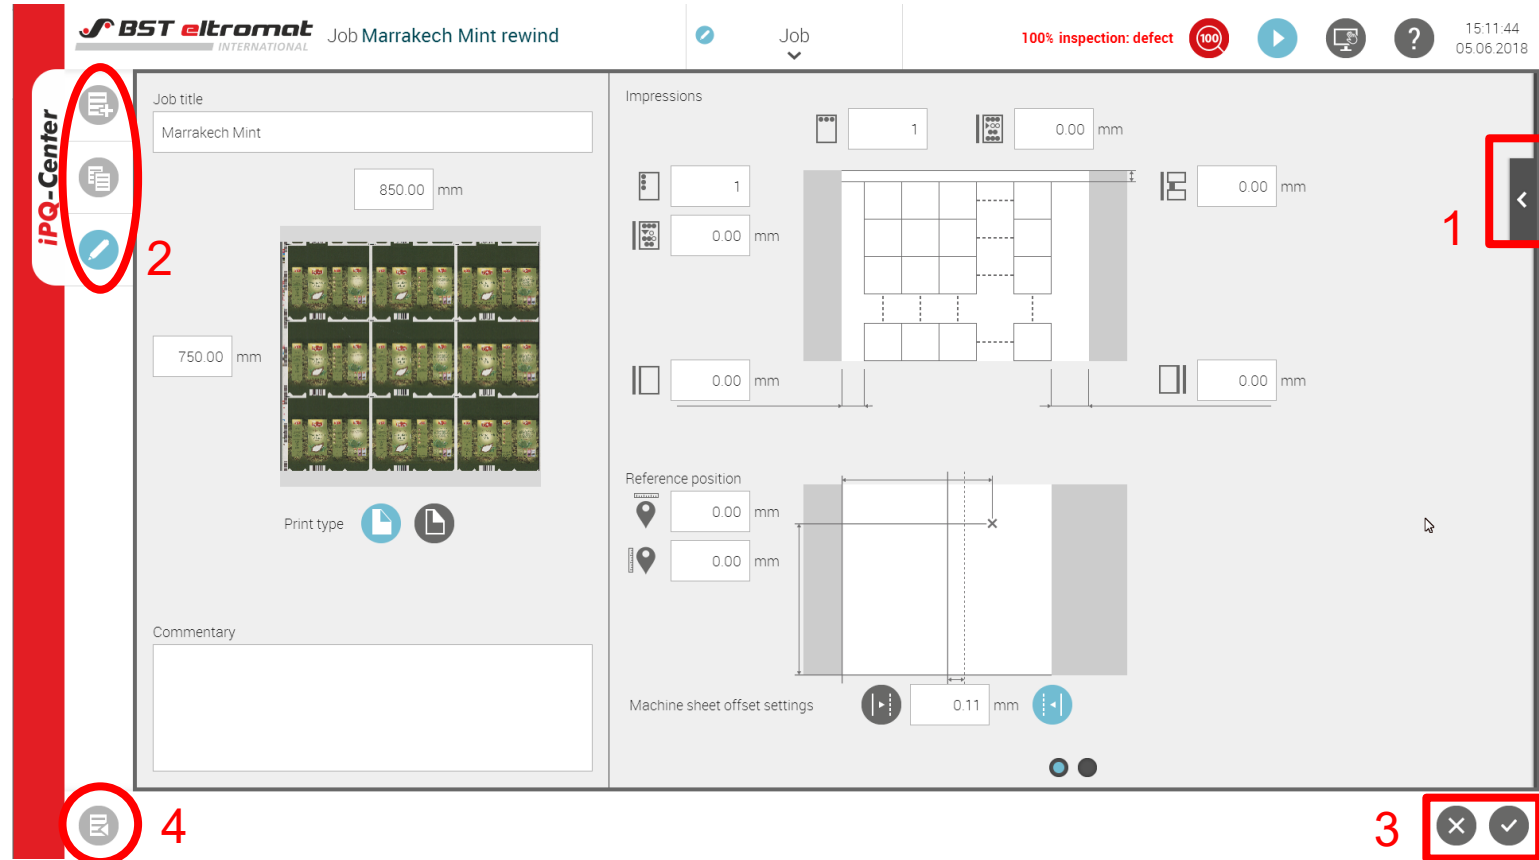 BST eltromat
INTERNATIONAL
Job Marrakech Mint rewind
Job
100% inspection: defect
100
?
15:11:44
05.06.2018
iPQ-Center
Job title
Marrakech Mint
850.00 mm
750.00 mm
Print type
Commentary
Impressions
1
0.00 mm
1
0.00 mm
0.00 mm
0.00 mm
0.00 mm
Reference position
0.00 mm
0.00 mm
Machine sheet offset settings
0.11 mm
1
2
3
4